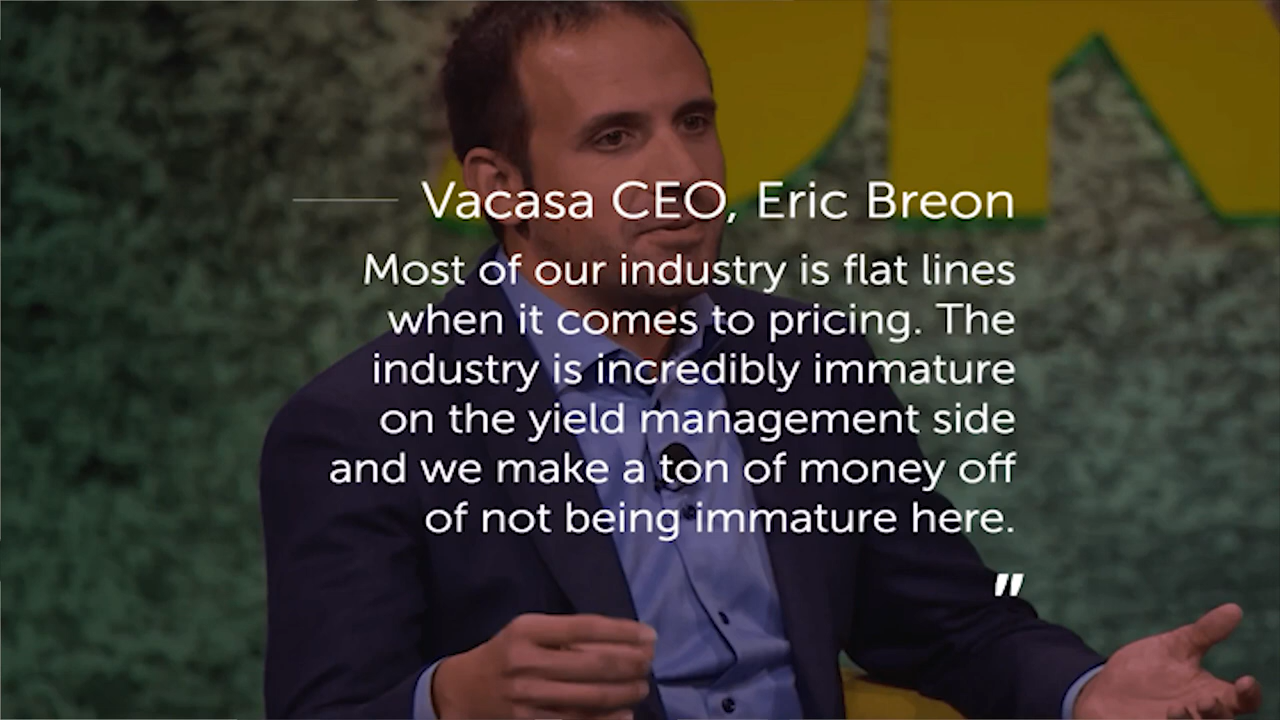 Vacasa CEO, Eric Breon
Most of our industry is flat lines
when it comes to pricing. The
industry is incredibly immature
on the yield management side
and we make a ton of money off
of not being immature here.
"